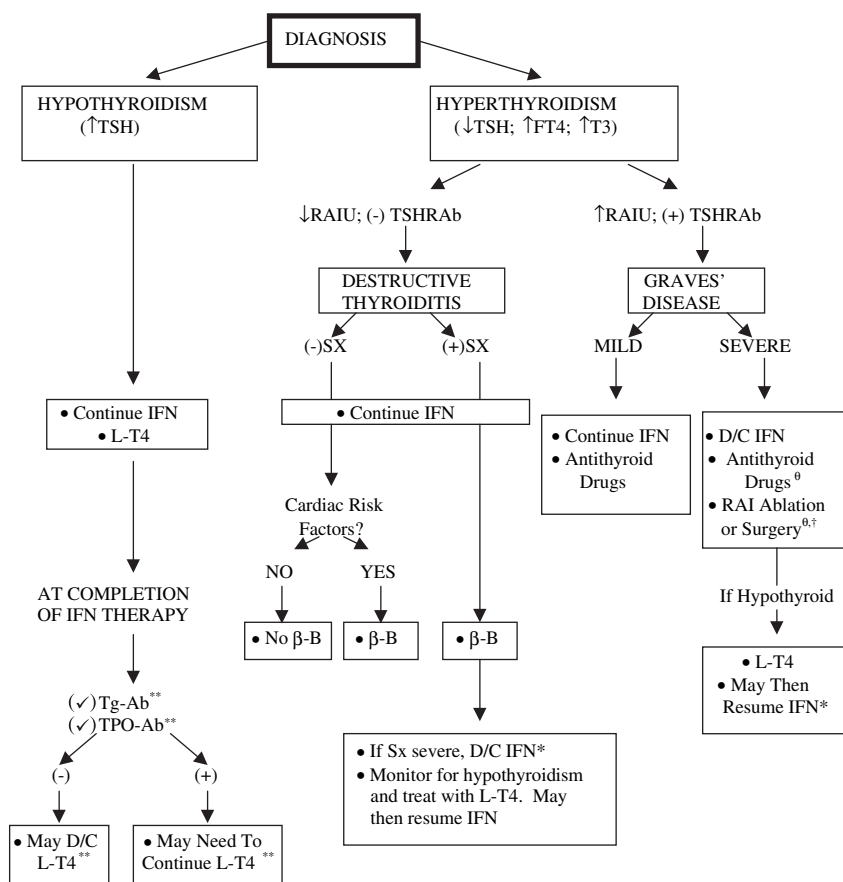 DIAGNOSIS
HYPOTHYROIDISM
(↑TSH)
HYPERTHYROIDISM
(↓TSH; ↑FT4; ↑T3)
↓RAIU; (-) TSHRAb
↑RAIU; (+) TSHRAb
DESTRUCTIVE
THYROIDITIS
GRAVES'
DISEASE
(-)SX
(+)SX
MILD
SEVERE
• Continue IFN
• L-T4
• Continue IFN
• Continue IFN
• Antithyroid
Drugs
• D/C IFN
• Antithyroid
Drugs θ
• RAI Ablation
or Surgery θ,†
Cardiac Risk
Factors?
NO
YES
AT COMPLETION
OF IFN THERAPY
If Hypothyroid
• No β-B
• β-B
• β-B
• L-T4
• May Then
Resume IFN*
(✓) Tg-Ab**
(✓) TPO-Ab**
(-)
(+)
• If Sx severe, D/C IFN*
• Monitor for hypothyroidism
and treat with L-T4. May
then resume IFN
• May D/C
L-T4**
• May Need To
Continue L-T4 **